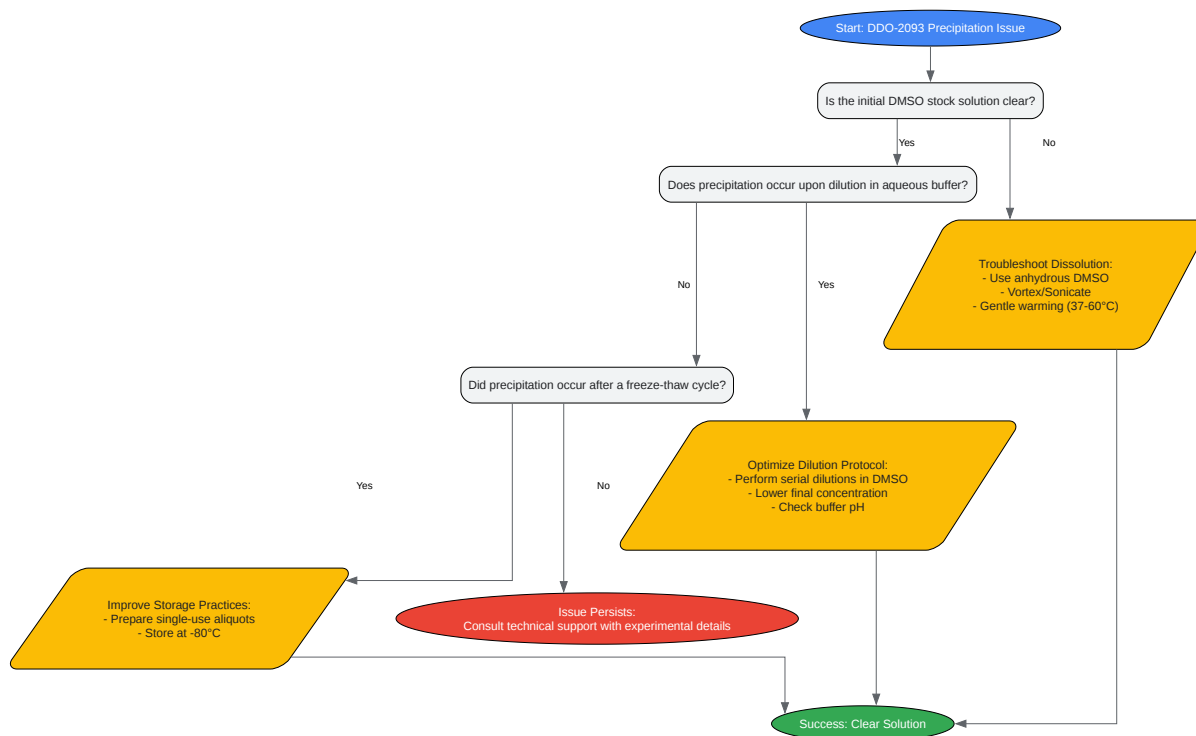 Start: DDO-2093 Precipitation Issue
Is the initial DMSO stock solution clear?
Yes
No
Does precipitation occur upon dilution in aqueous buffer?
Troubleshoot Dissolution:
- Use anhydrous DMSO
- Vortex/Sonicate
- Gentle warming (37-60°C)
No
Yes
Did precipitation occur after a freeze-thaw cycle?
Optimize Dilution Protocol:
- Perform serial dilutions in DMSO
- Lower final concentration
- Check buffer pH
Yes
No
Improve Storage Practices:
- Prepare single-use aliquots
- Store at -80°C
Issue Persists:
Consult technical support with experimental details
Success: Clear Solution